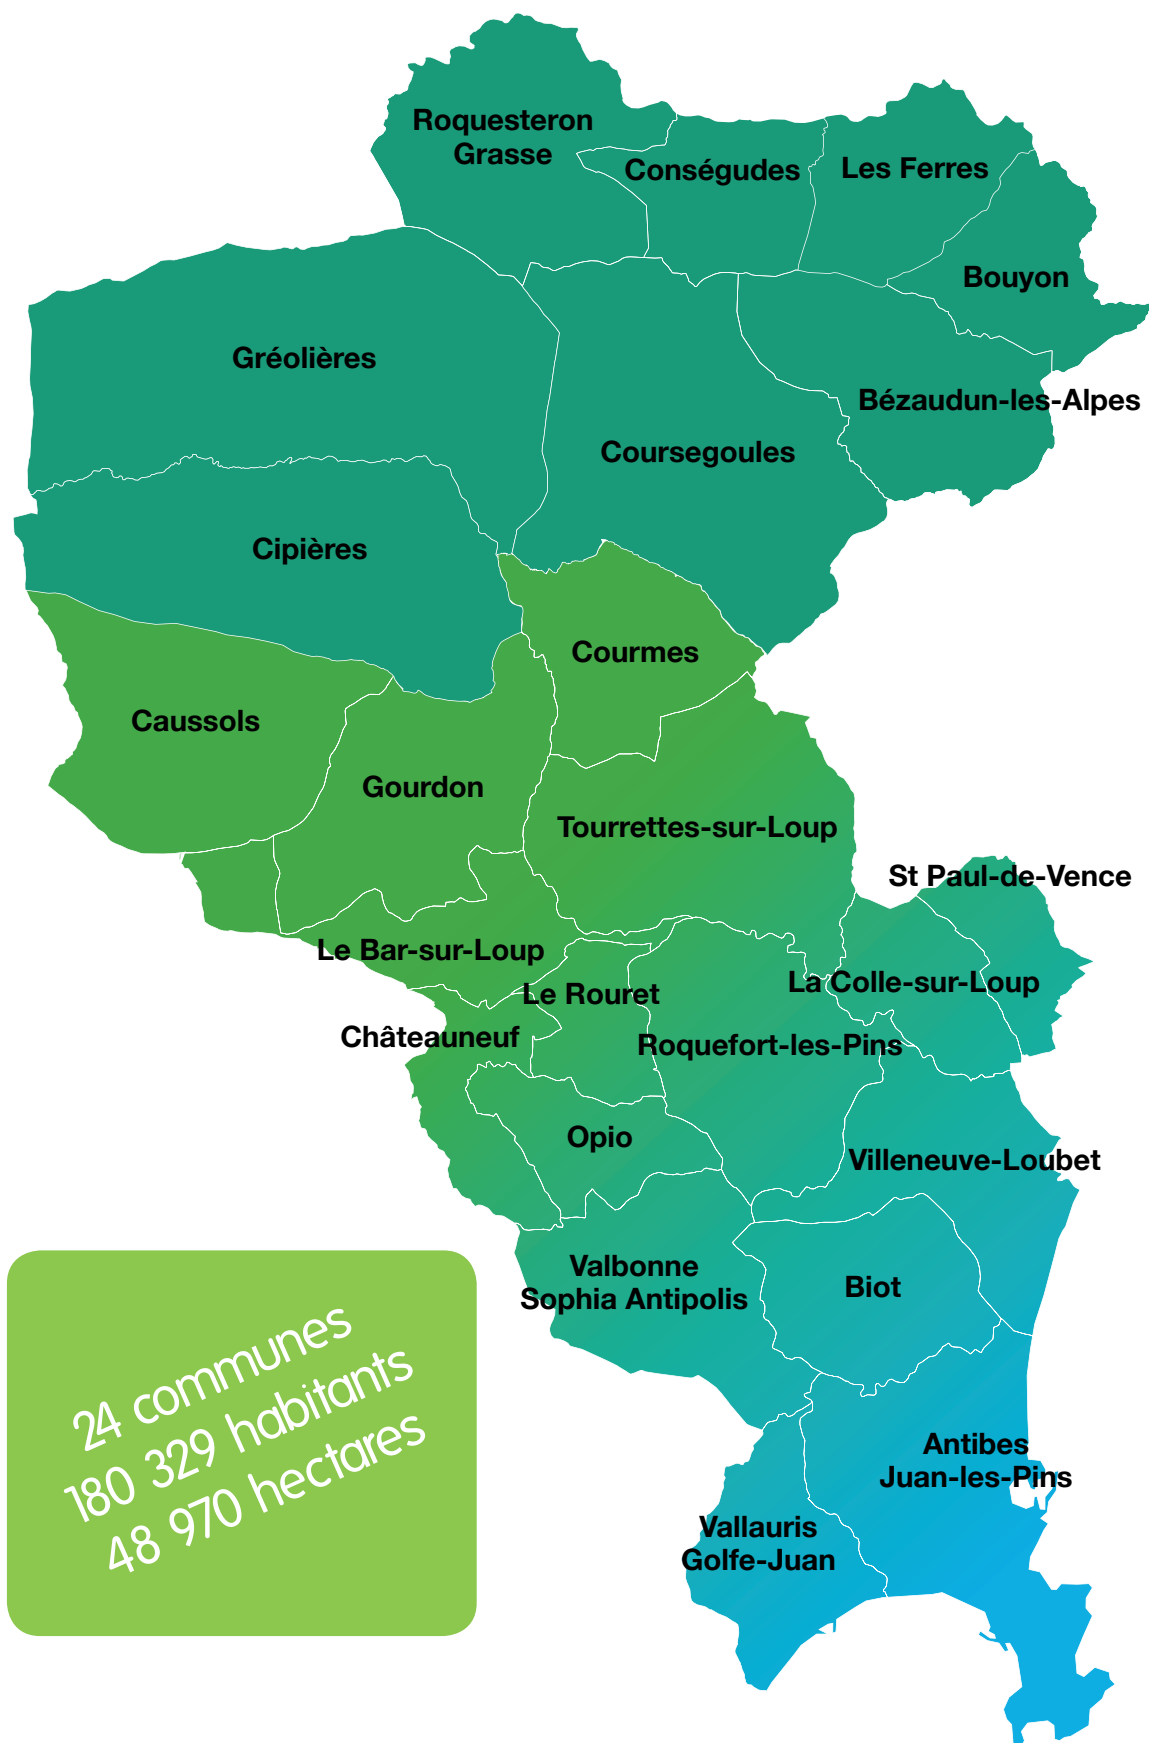 Roquesteron
Grasse
Conségudes
Les Ferres
Bouyon
Gréolières
Bézaudun-les-Alpes
Coursegoules
Cipières
Courmes
Caussols
Gourdon
Tourrettes-sur-Loup
St Paul-de-Vence
Le Bar-sur-Loup
La Colle-sur-Loup
Le Rouret
Châteauneuf
Roquefort-les-Pins
Opio
Villeneuve-Loubet
Valbonne
Sophia Antipolis
Biot
24 communes
180 329 habitants
48 970 hectares
Antibes
Juan-les-Pins
Vallauris
Golfe-Juan